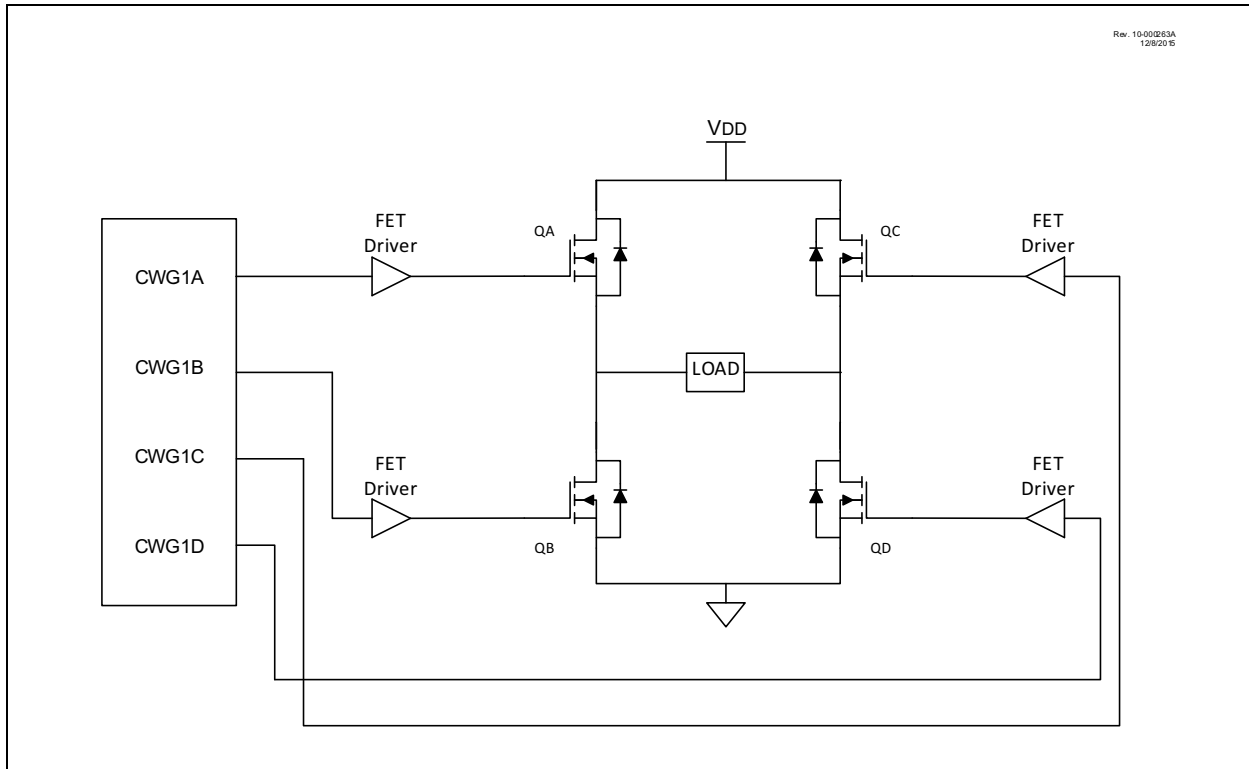 Rev. 10-000263A
12/8/2015
VDD
FET
Driver
QA
QC
FET
Driver
CWG1A
CWG1B
LOAD
CWG1C
FET
Driver
FET
Driver
CWG1D
QB
QD